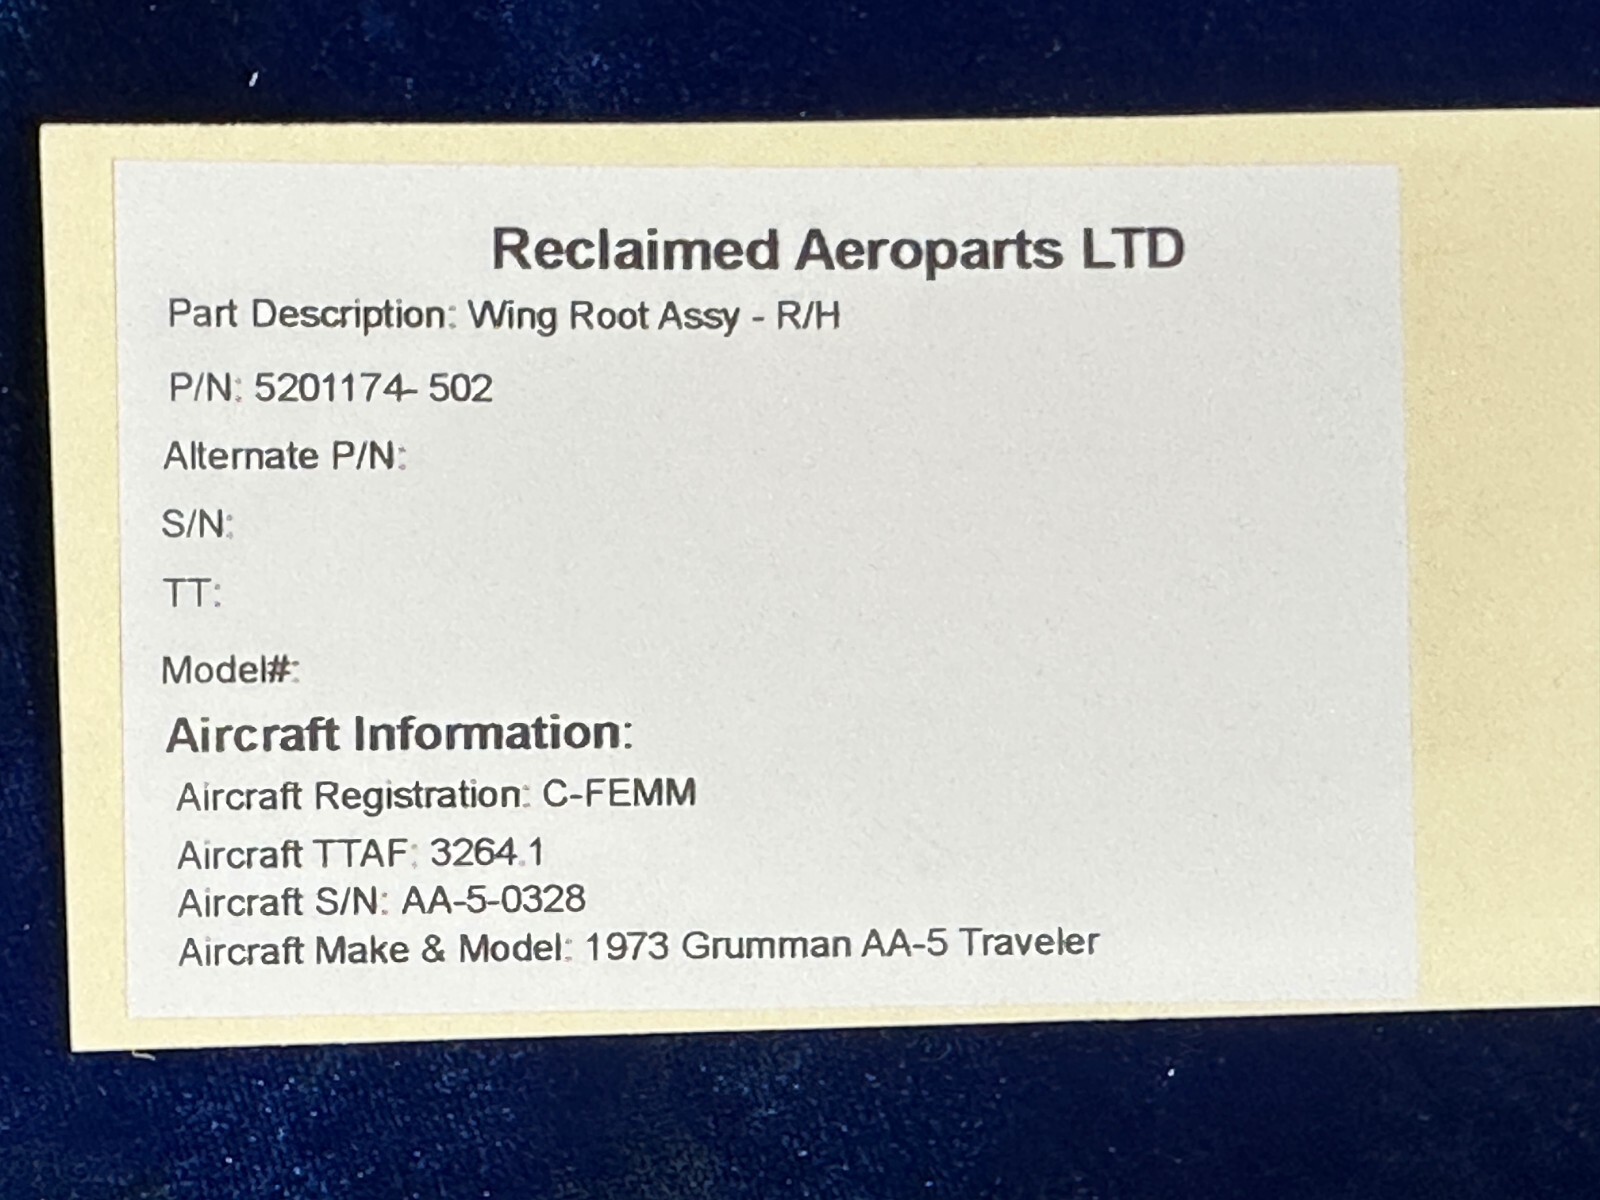 Reclaimed Aeroparts LTD
Part Description: Wing Root Assy - R/H
P/N: 5201174- 502
Alternate P/N:
S/N:
TT:
Model#:
Aircraft Information:
Aircraft Registration: C-FEMM
Aircraft TTAF: 3264.1
Aircraft S/N: AA-5-0328
Aircraft Make & Model: 1973 Grumman AA-5 Traveler